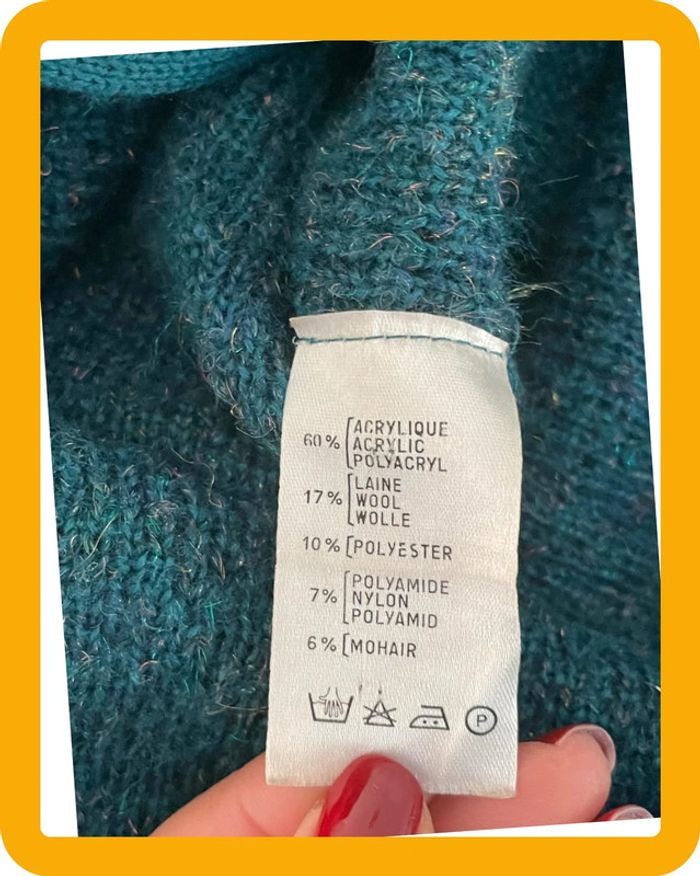 60% ACRYLIQUE
ACRYLIC
POLYACRYL
17% LAINE
WOOL
WOLLE
10% POLYESTER
7% POLYAMIDE
NYLON
POLYAMID
6% MOHAIR
P